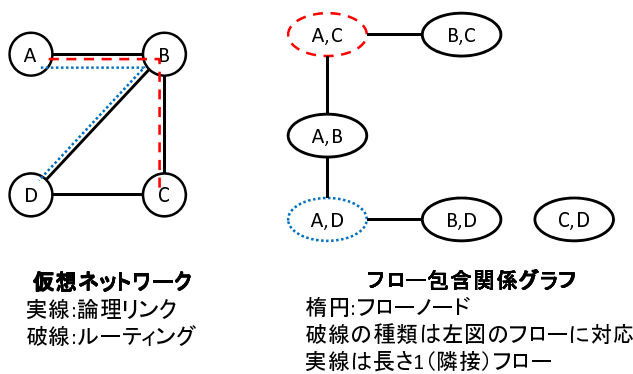 A
B
D
C
仮想ネットワーク
実線:論理リンク
破線:ルーティング
A,C
B,C
A,B
A,D
B,D
C,D
フロー包含関係グラフ
楕円:フローノード
破線の種類は左図のフローに対応
実線は長さ1(隣接)フロー